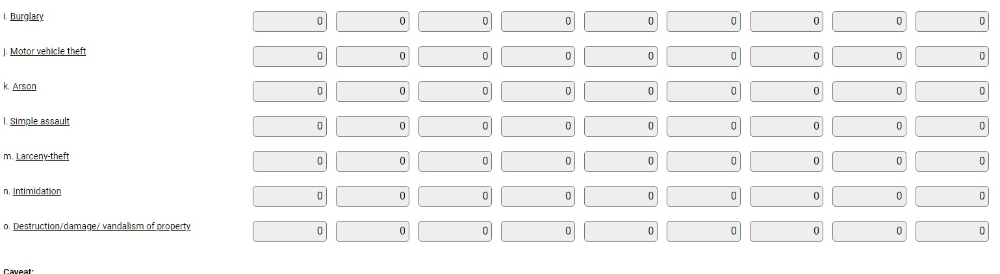 i. Burglary 0 0 0 0 0 0 0 0 0
j. Motor vehicle theft 0 0 0 0 0 0 0 0 0
k. Arson 0 0 0 0 0 0 0 0 0
l. Simple assault 0 0 0 0 0 0 0 0 0
m. Larceny-theft 0 0 0 0 0 0 0 0 0
n. Intimidation 0 0 0 0 0 0 0 0 0
o. Destruction/damage/ vandalism of property 0 0 0 0 0 0 0 0 0
Caveat: